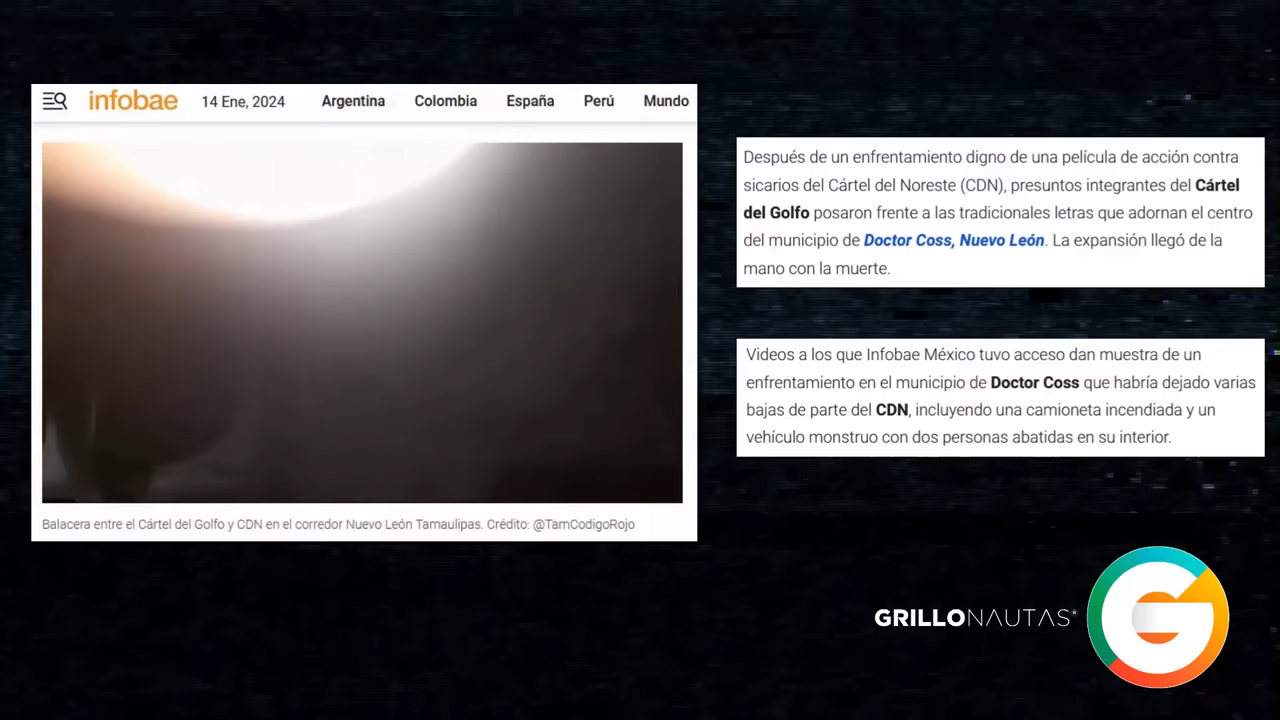 infobae 14 Ene, 2024 Argentina Colombia España Perú Mundo
Balacera entre el Cártel del Golfo y CDN en el corredor Nuevo León Tamaulipas. Crédito: @TamCodigoRojo
Después de un enfrentamiento digno de una película de acción contra
sicarios del Cártel del Noreste (CDN), presuntos integrantes del Cártel
del Golfo posaron frente a las tradicionales letras que adornan el centro
del municipio de Doctor Coss, Nuevo León. La expansión llegó de la
mano con la muerte.
Videos a los que Infobae México tuvo acceso dan muestra de un
enfrentamiento en el municipio de Doctor Coss que habría dejado varias
bajas de parte del CDN, incluyendo una camioneta incendiada y un
vehículo monstruo con dos personas abatidas en su interior.
GRILLONAUTAS®
G